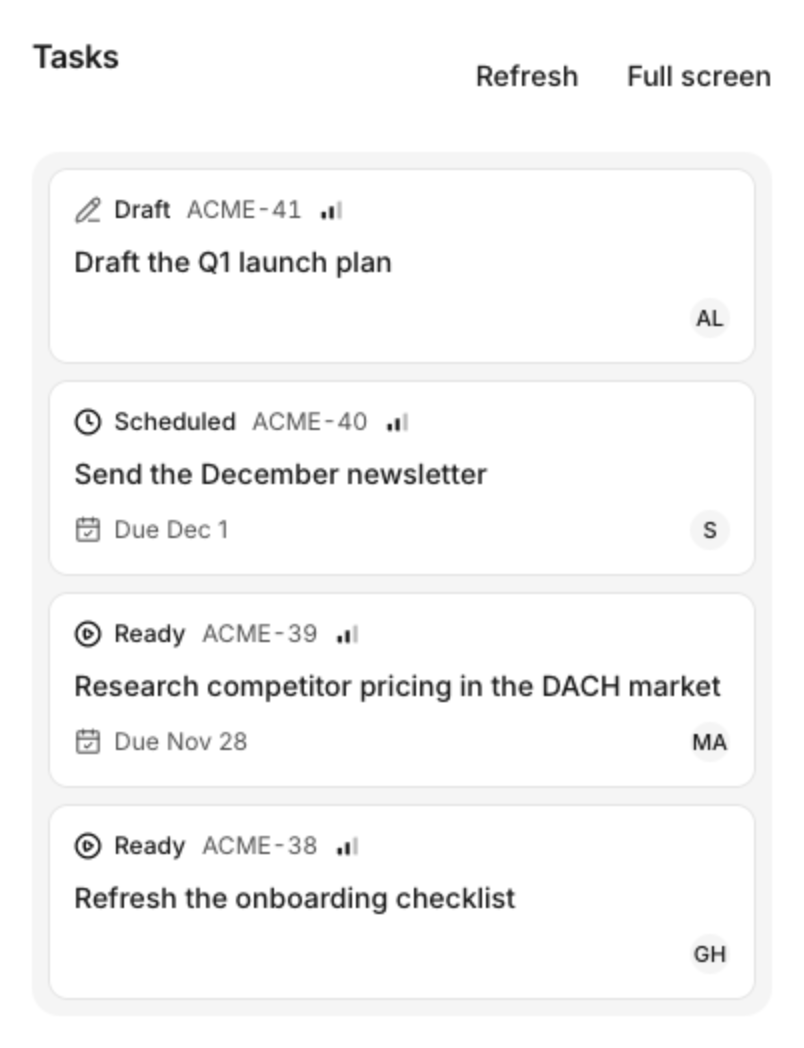 Tasks
Refresh Full screen
Draft ACME-41
Draft the Q1 launch plan
AL
Scheduled ACME-40
Send the December newsletter
Due Dec 1 S
Ready ACME-39
Research competitor pricing in the DACH market
Due Nov 28 MA
Ready ACME-38
Refresh the onboarding checklist
GH